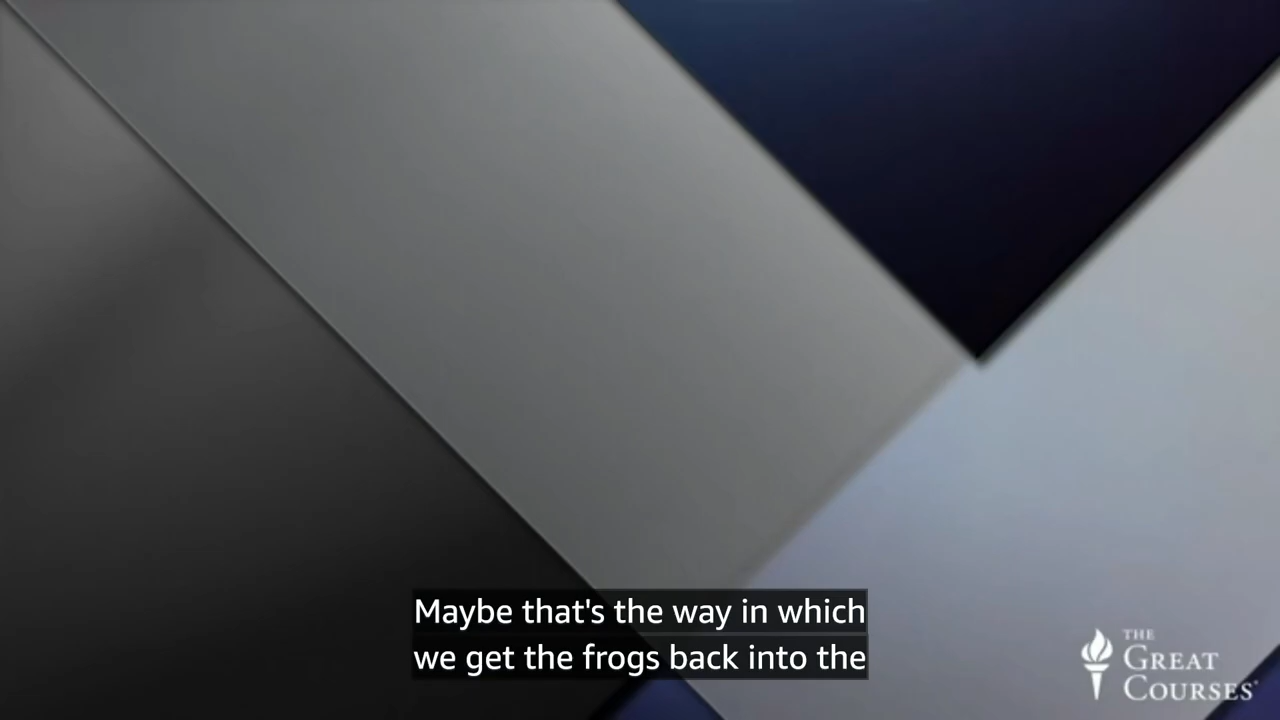 Maybe that's the way in which
we get the frogs back into the
THE
GREAT
COURSES®